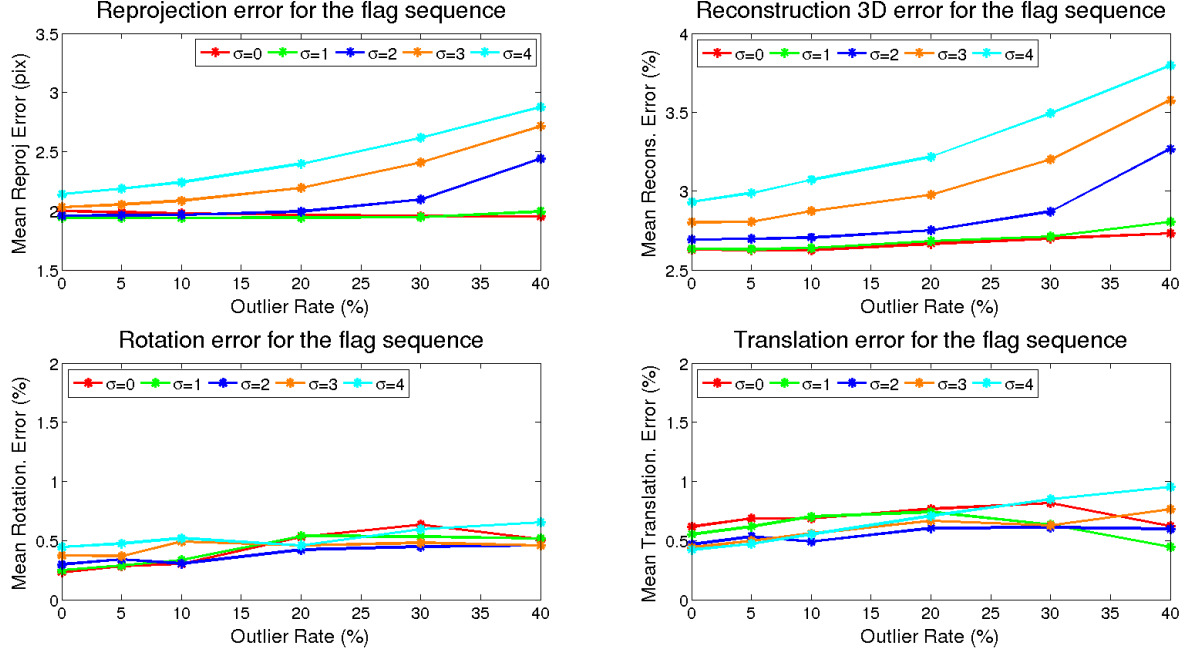 Reprojection error for the flag sequence
3.5
3
2.5
2
1.5
Mean Reproj Error (pix)
σ=0 σ=1 σ=2 σ=3 σ=4
0 5 10 15 20 25 30 35 40
Outlier Rate (%)
Reconstruction 3D error for the flag sequence
4
3.5
3
2.5
Mean Recons. Error (%)
σ=0 σ=1 σ=2 σ=3 σ=4
0 5 10 15 20 25 30 35 40
Outlier Rate (%)
Rotation error for the flag sequence
2
1.5
1
0.5
0
Mean Rotation. Error (%)
σ=0 σ=1 σ=2 σ=3 σ=4
0 5 10 15 20 25 30 35 40
Outlier Rate (%)
Translation error for the flag sequence
2
1.5
1
0.5
0
Mean Translation. Error (%)
σ=0 σ=1 σ=2 σ=3 σ=4
0 5 10 15 20 25 30 35 40
Outlier Rate (%)